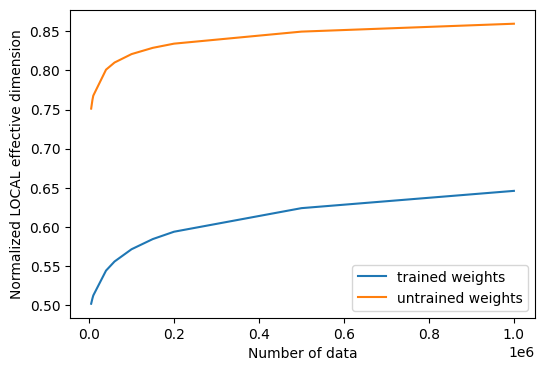 Normalized LOCAL effective dimension
0.85
0.80
0.75
0.70
0.65
0.60
0.55
0.50
trained weights
untrained weights
0.0 0.2 0.4 0.6 0.8 1.0
1e6
Number of data